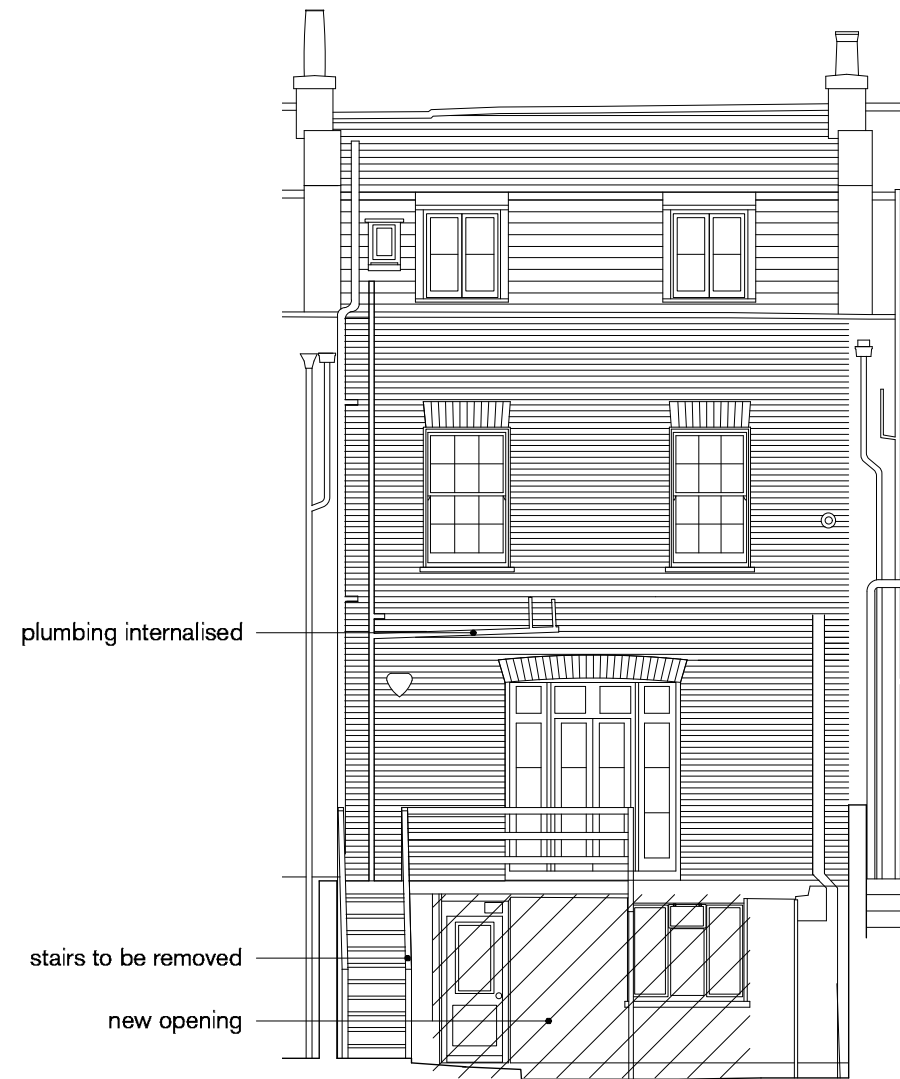 plumbing internalised
stairs to be removed
new opening